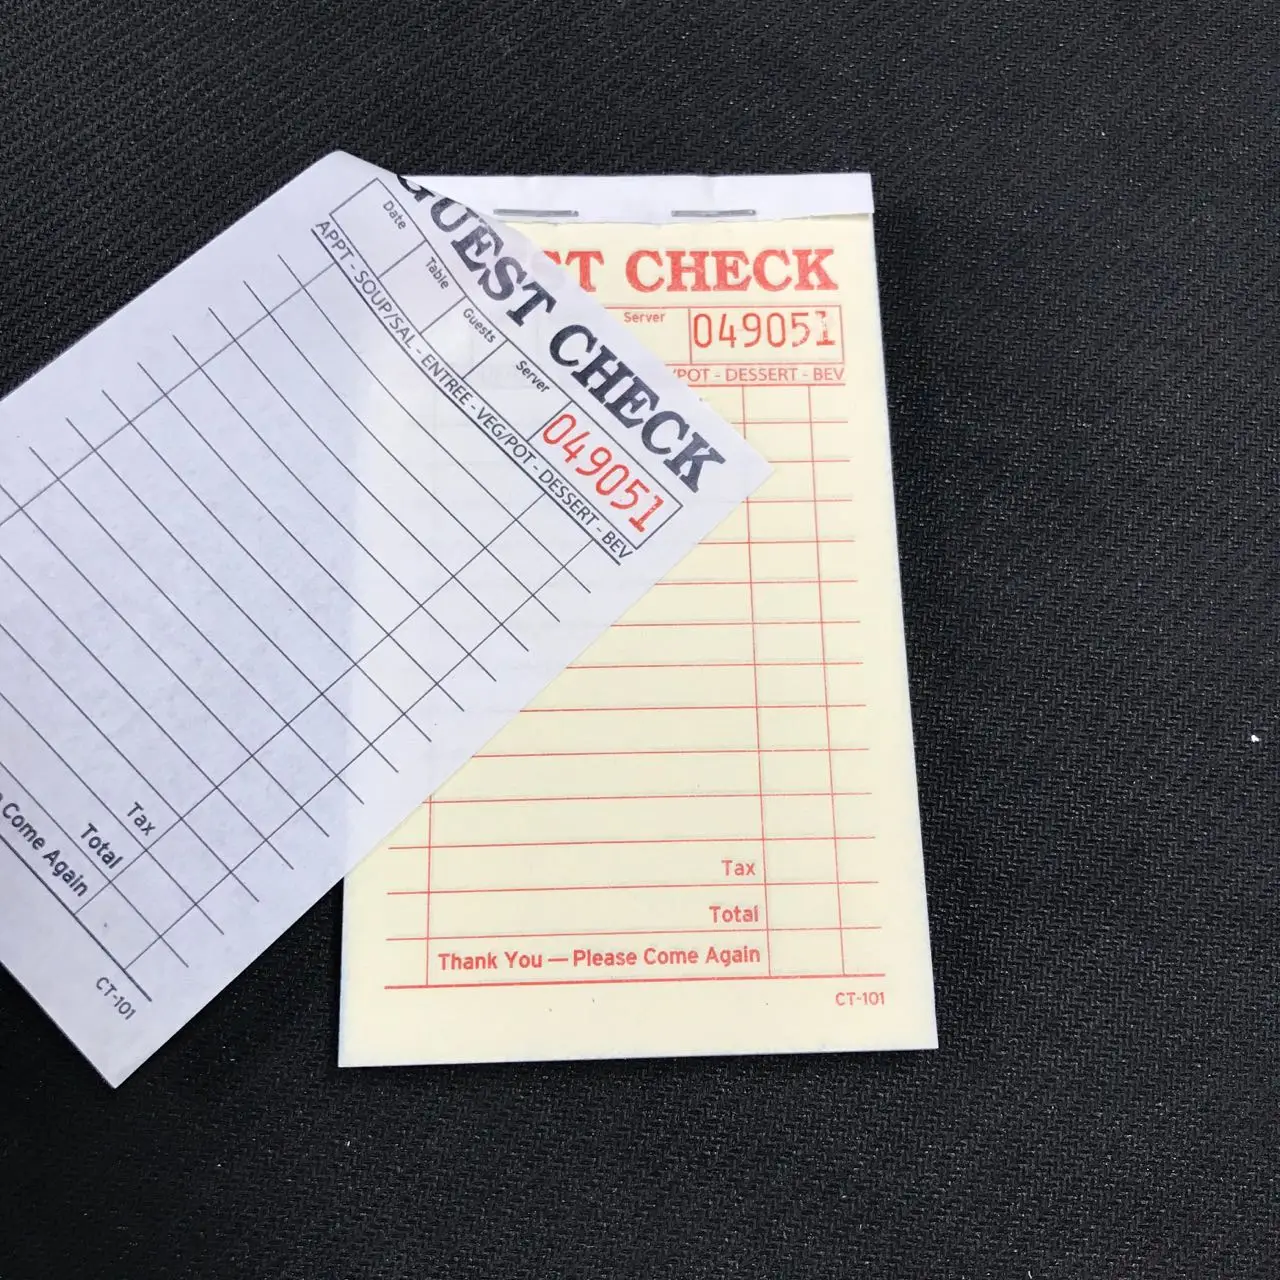 GUEST CHECK
Date Table Guests Server 049051
APPT - SOUP/SAL - ENTREE - VEG/POT - DESSERT - BEV
Tax
Total
Come Again
CT-101
ST CHECK
Server 049051
/POT - DESSERT - BEV
Tax
Total
Thank You — Please Come Again
CT-101